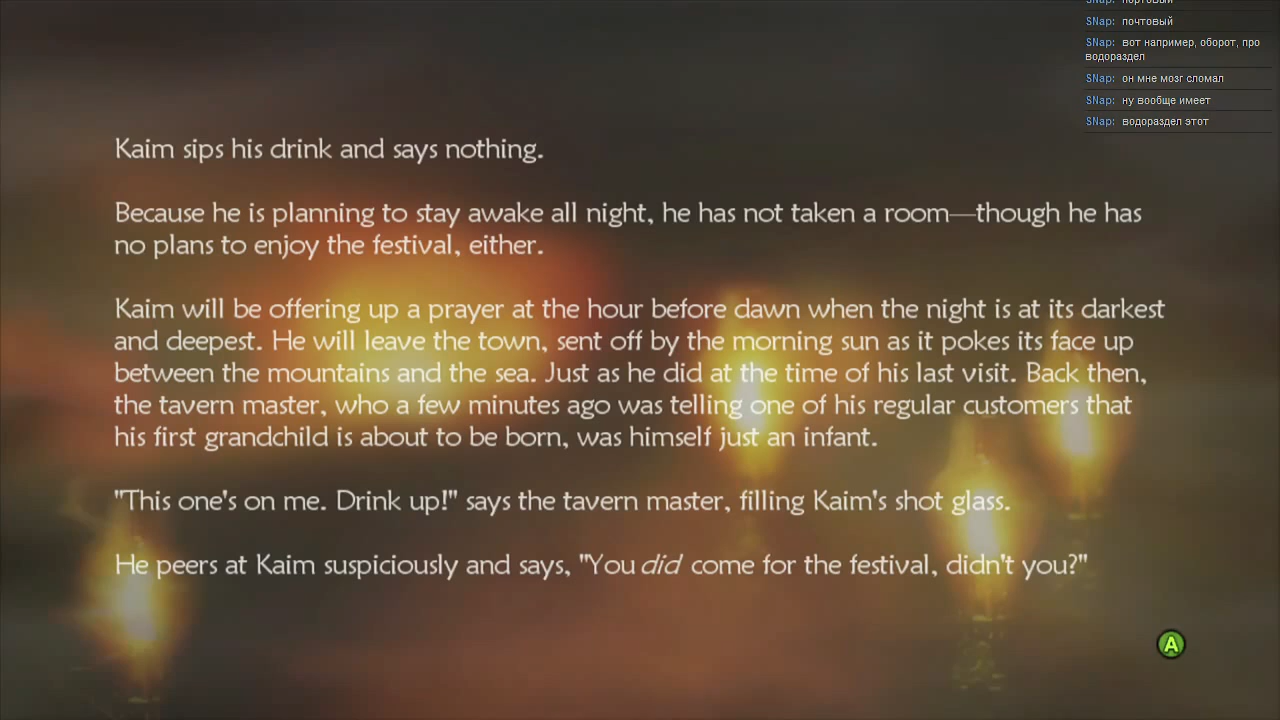 SNap: портовый
SNap: почтовый
SNap: вот например, оборот, про
водораздел
SNap: он мне мозг сломал
SNap: ну вообще имеет
SNap: водораздел этот
Kaim sips his drink and says nothing.
Because he is planning to stay awake all night, he has not taken a room—though he has
no plans to enjoy the festival, either.
Kaim will be offering up a prayer at the hour before dawn when the night is at its darkest
and deepest. He will leave the town, sent off by the morning sun as it pokes its face up
between the mountains and the sea. Just as he did at the time of his last visit. Back then,
the tavern master, who a few minutes ago was telling one of his regular customers that
his first grandchild is about to be born, was himself just an infant.
"This one's on me. Drink up!" says the tavern master, filling Kaim's shot glass.
He peers at Kaim suspiciously and says, "You did come for the festival, didn't you?"
A